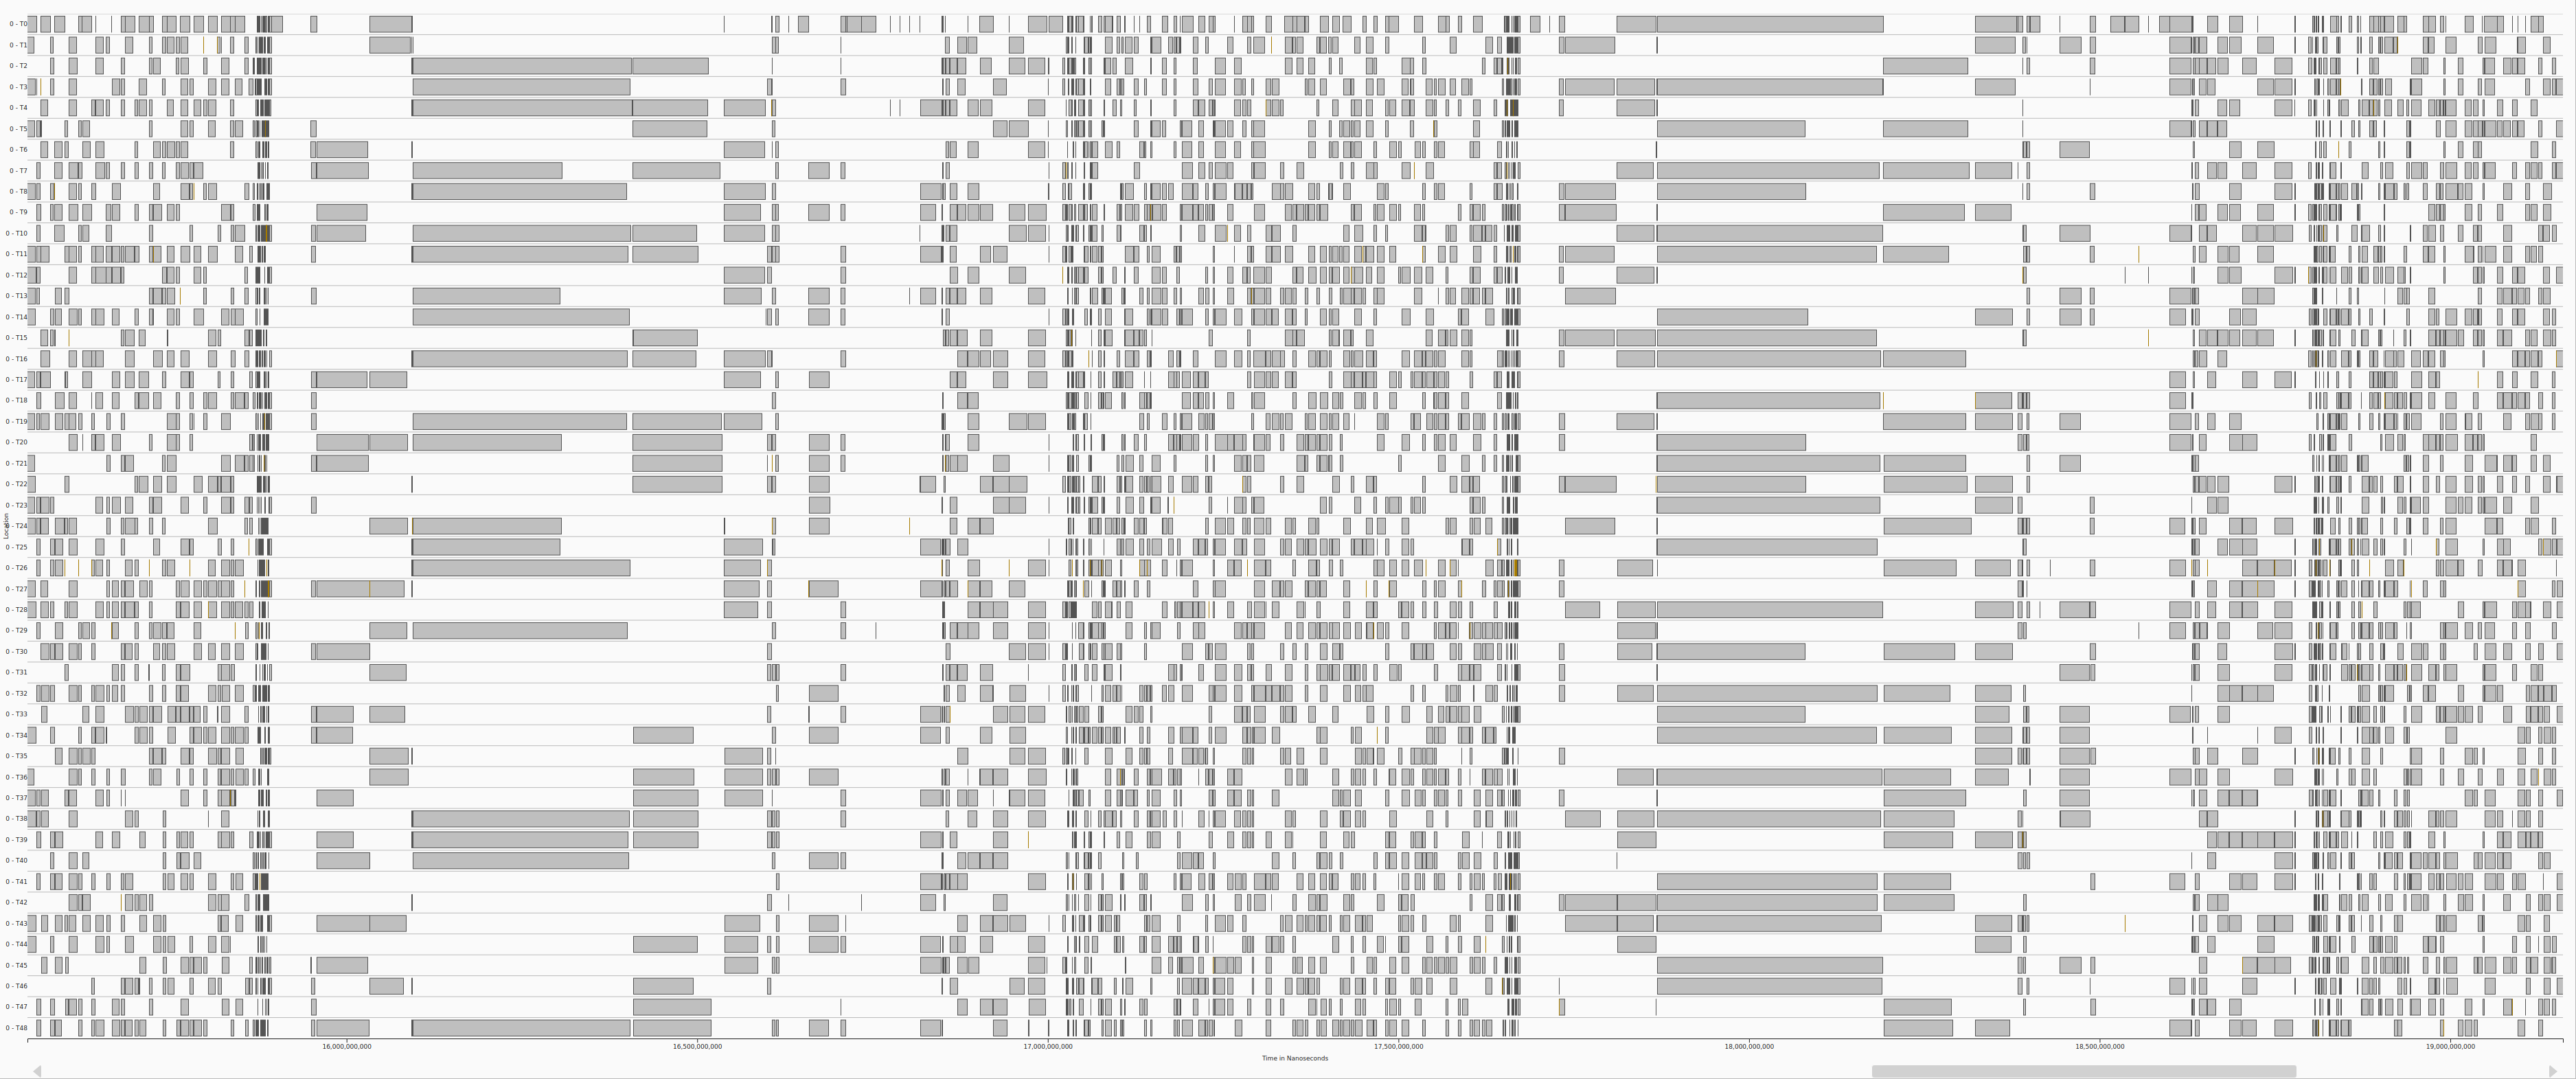 0 - T0
0 - T1
0 - T2
0 - T3
0 - T4
0 - T5
0 - T6
0 - T7
0 - T8
0 - T9
0 - T10
0 - T11
0 - T12
0 - T13
0 - T14
0 - T15
0 - T16
0 - T17
0 - T18
0 - T19
0 - T20
0 - T21
0 - T22
0 - T23
Location
0 - T24
0 - T25
0 - T26
0 - T27
0 - T28
0 - T29
0 - T30
0 - T31
0 - T32
0 - T33
0 - T34
0 - T35
0 - T36
0 - T37
0 - T38
0 - T39
0 - T40
0 - T41
0 - T42
0 - T43
0 - T44
0 - T45
0 - T46
0 - T47
0 - T48
16,000,000,000 16,500,000,000 17,000,000,000 17,500,000,000 18,000,000,000 18,500,000,000 19,000,000,000
Time in Nanoseconds